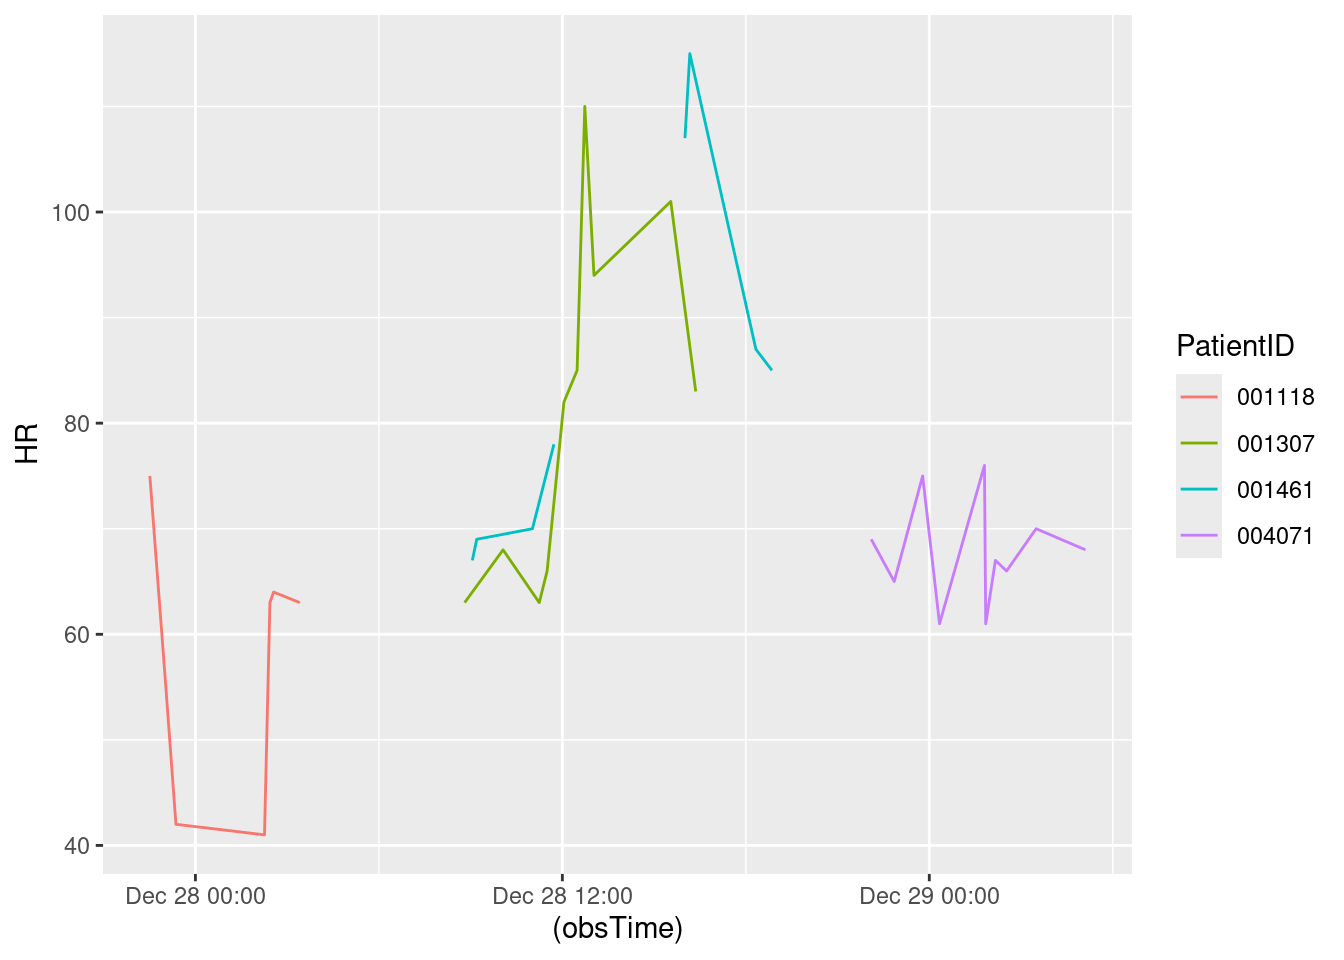 HR
100
80
60
40
Dec 28 00:00
Dec 28 12:00
Dec 29 00:00
(obsTime)
PatientID
001118
001307
001461
004071